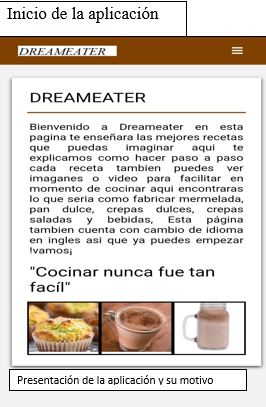 Inicio de la aplicación
DREAMEATER
DREAMEATER
Bienvenido a Dreameater en esta
pagina te enseñara las mejores recetas
que puedas imaginar aqui te
explicamos como hacer paso a paso
cada receta tambien puedes ver
imaganes o video para facilitar en
momento de cocinar aqui encontraras
lo que seria como fabricar mermelada,
pan dulce, crepas dulces, crepas
saladas y bebidas, Esta página
tambien cuenta con cambio de idioma
en ingles asi que ya puedes empezar
!vamos¡
"Cocinar nunca fue tan
facíl"
Presentación de la aplicación y su motivo